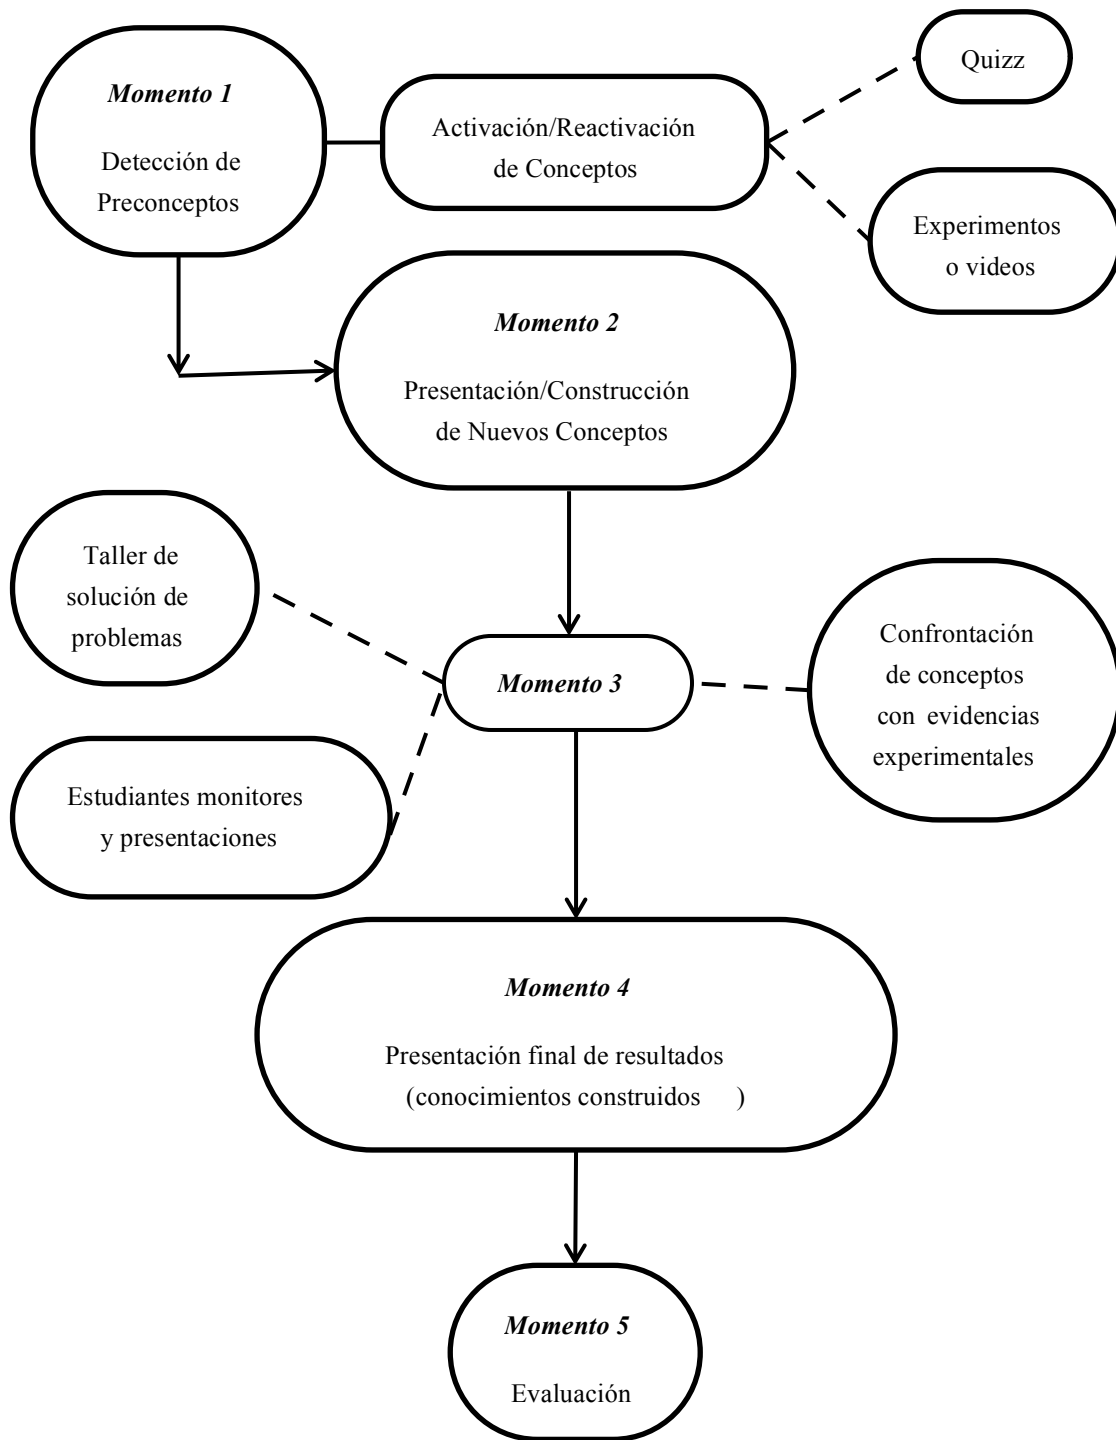 Momento 1
Detección de
Preconceptos
Activación/Reactivación
de Conceptos
Quizz
Experimentos
o videos
Momento 2
Presentación/Construcción
de Nuevos Conceptos
Taller de
solución de
problemas
Momento 3
Confrontación
de conceptos
con evidencias
experimentales
Estudiantes monitores
y presentaciones
Momento 4
Presentación final de resultados
(conocimientos construidos )
Momento 5
Evaluación